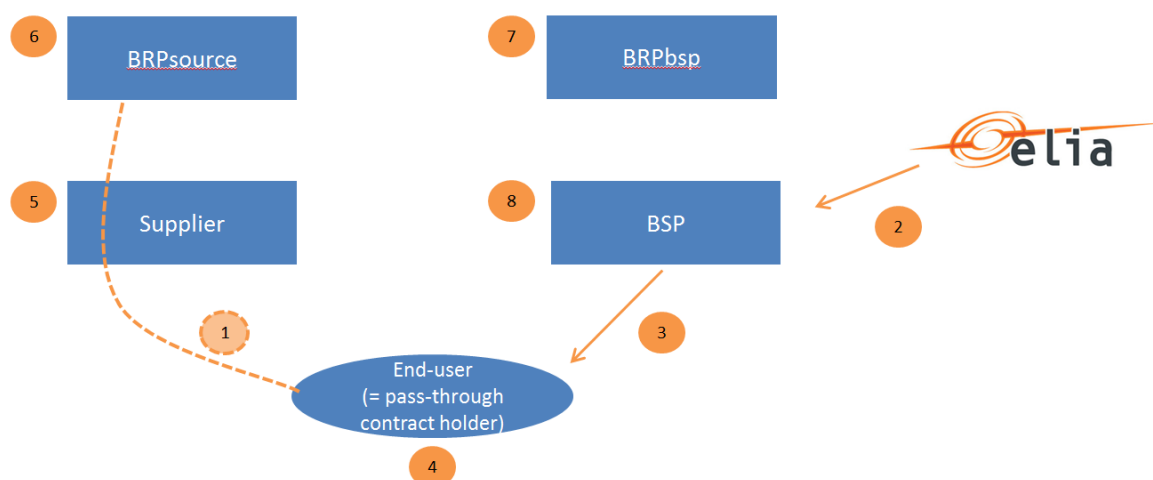 6
BRPsource
7
BRPbsp
elia
5
Supplier
8
BSP
2
1
3
End-user
(= pass-through
contract holder)
4